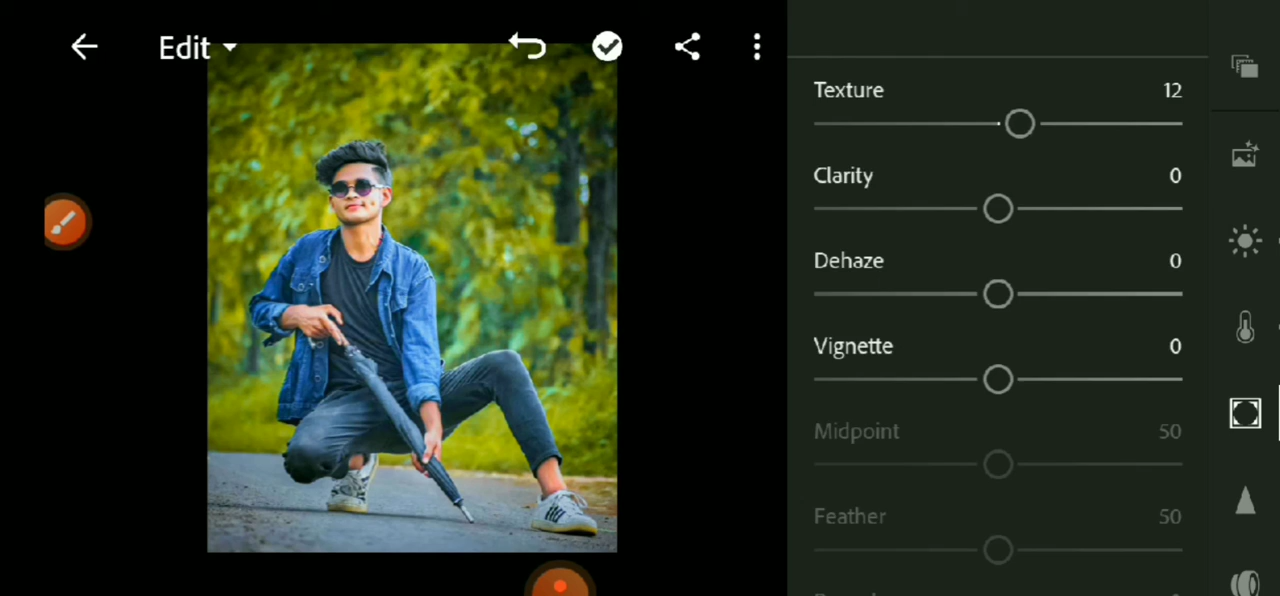 Edit
Texture 12
Clarity 0
Dehaze 0
Vignette 0
Midpoint 50
Feather 50